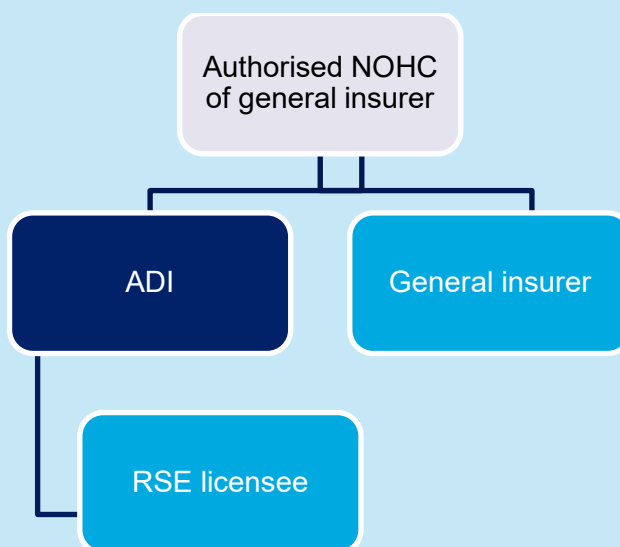 Authorised NOHC
of general insurer
ADI
General insurer
RSE licensee